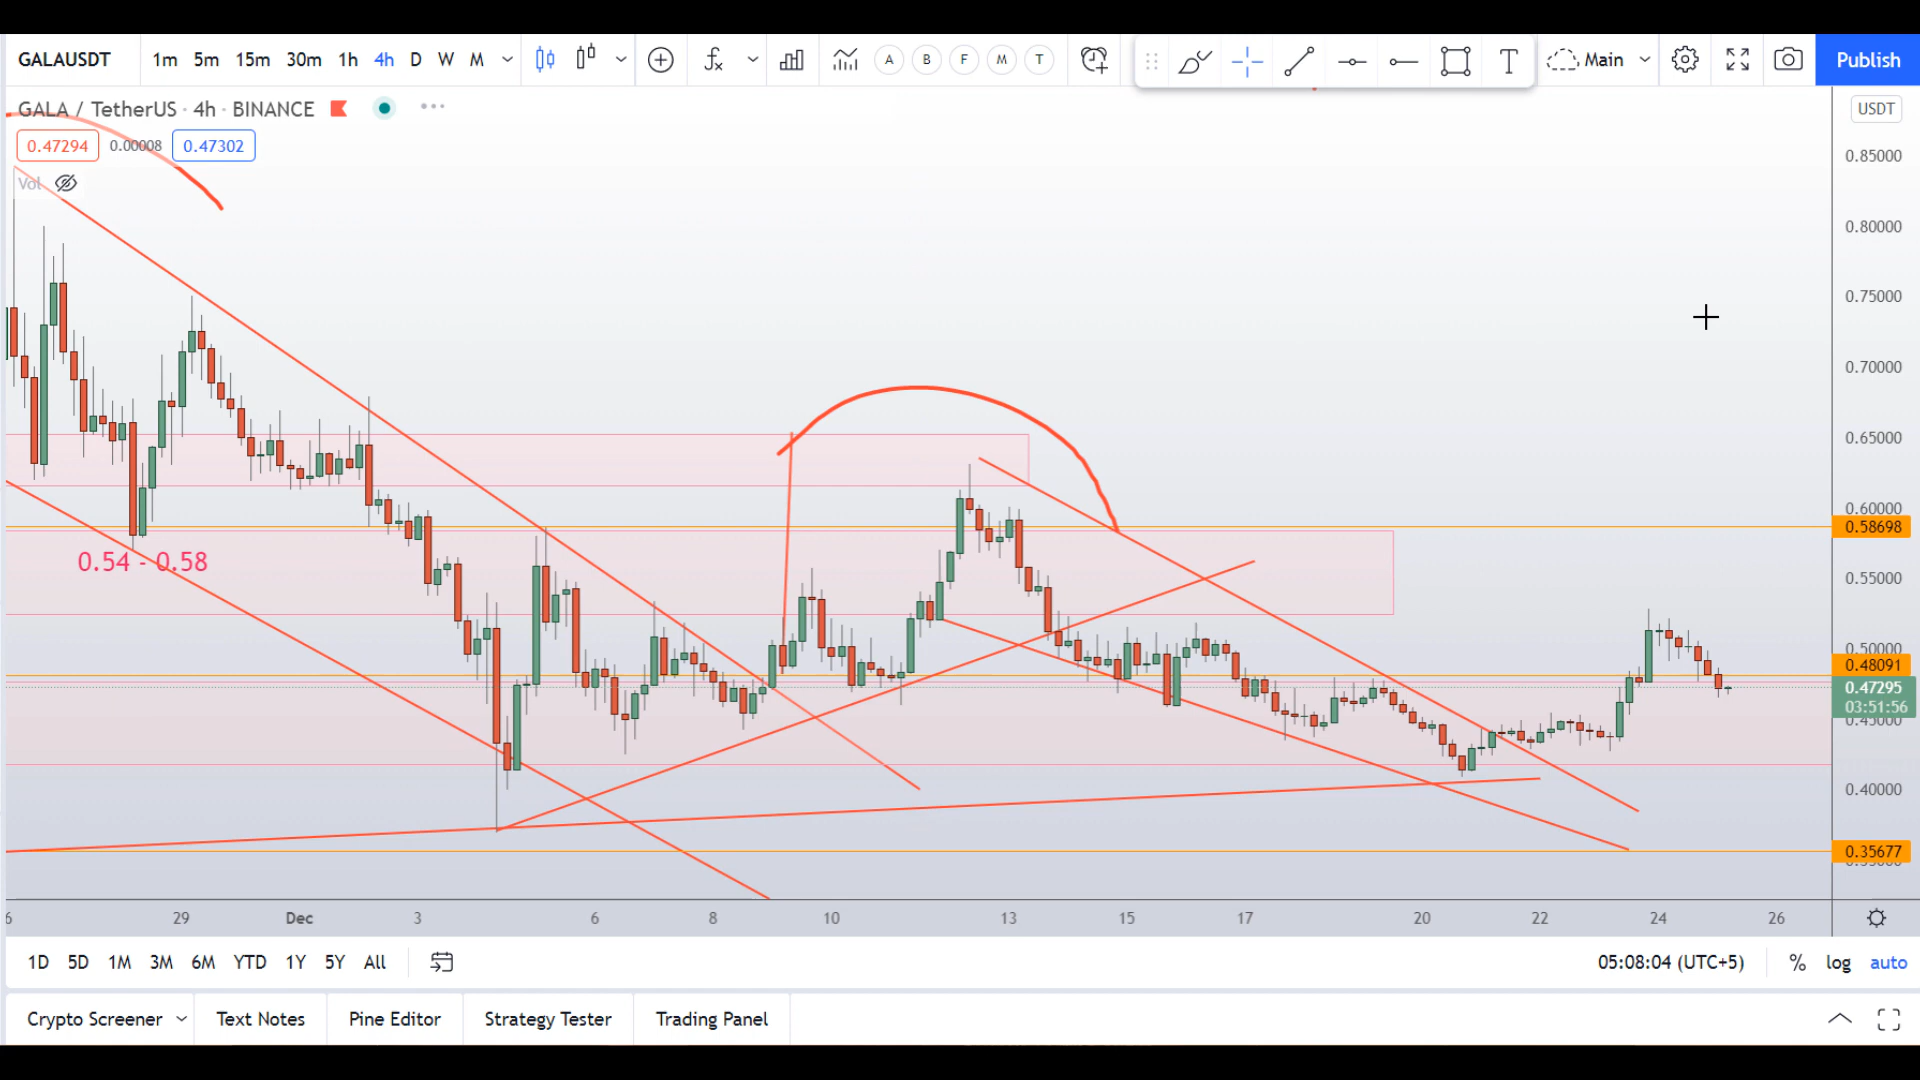 GALAUSDT 1m 5m 15m 30m 1h 4h D W M A B F M T Main Publish
GALA / TetherUS · 4h · BINANCE USDT
0.47294 0.00008 0.47302
Vol
0.85000
0.80000
0.75000
0.70000
0.65000
0.60000
0.58698
0.54 - 0.58
0.55000
0.50000
0.48091
0.47295
03:51:56
0.45000
0.40000
0.35677
6 29 Dec 3 6 8 10 13 15 17 20 22 24 26
1D 5D 1M 3M 6M YTD 1Y 5Y All 05:08:04 (UTC+5) % log auto
Crypto Screener Text Notes Pine Editor Strategy Tester Trading Panel